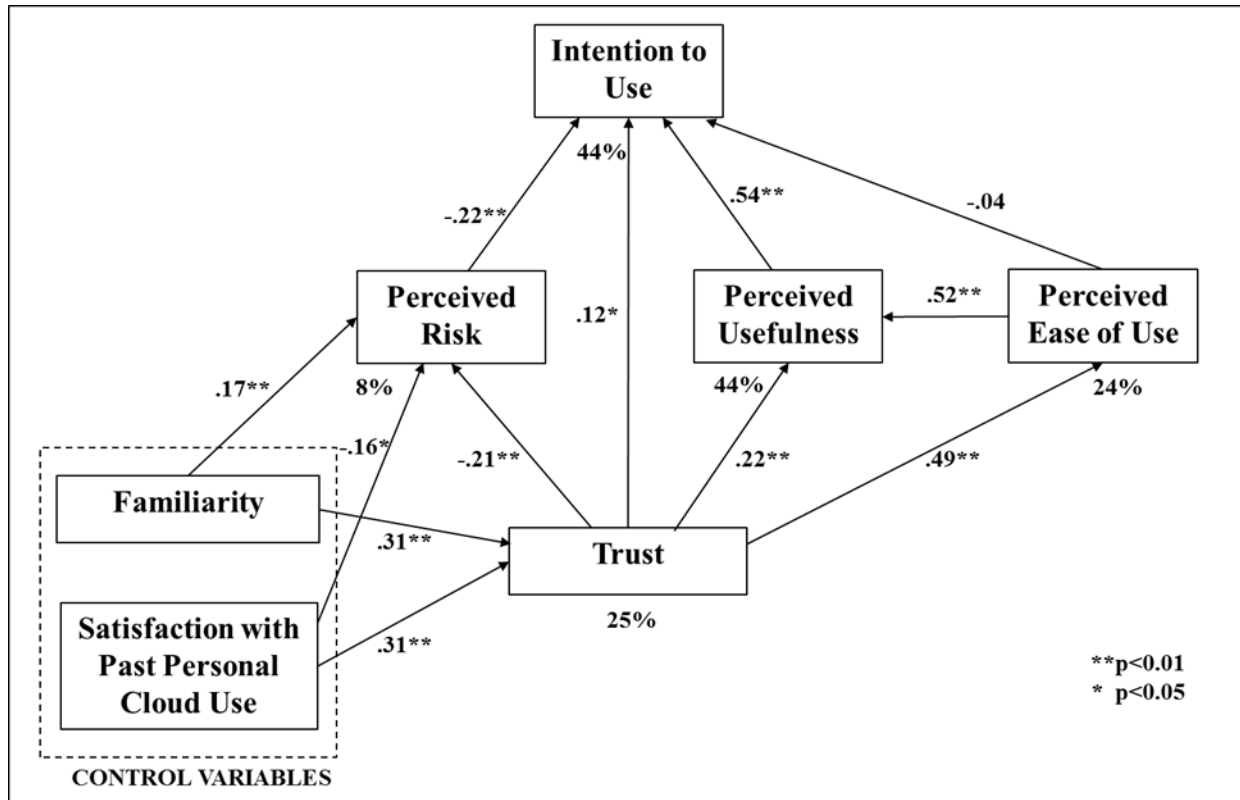 Intention to
Use
44%
-.22**
.54**
-.04
Perceived
Risk
Perceived
Usefulness
Perceived
Ease of Use
.12*
.52**
8%
44%
24%
.17**
-.16*
-.21**
.22**
.49**
Familiarity
.31**
Trust
25%
Satisfaction with
Past Personal
Cloud Use
.31**
**p<0.01
* p<0.05
CONTROL VARIABLES